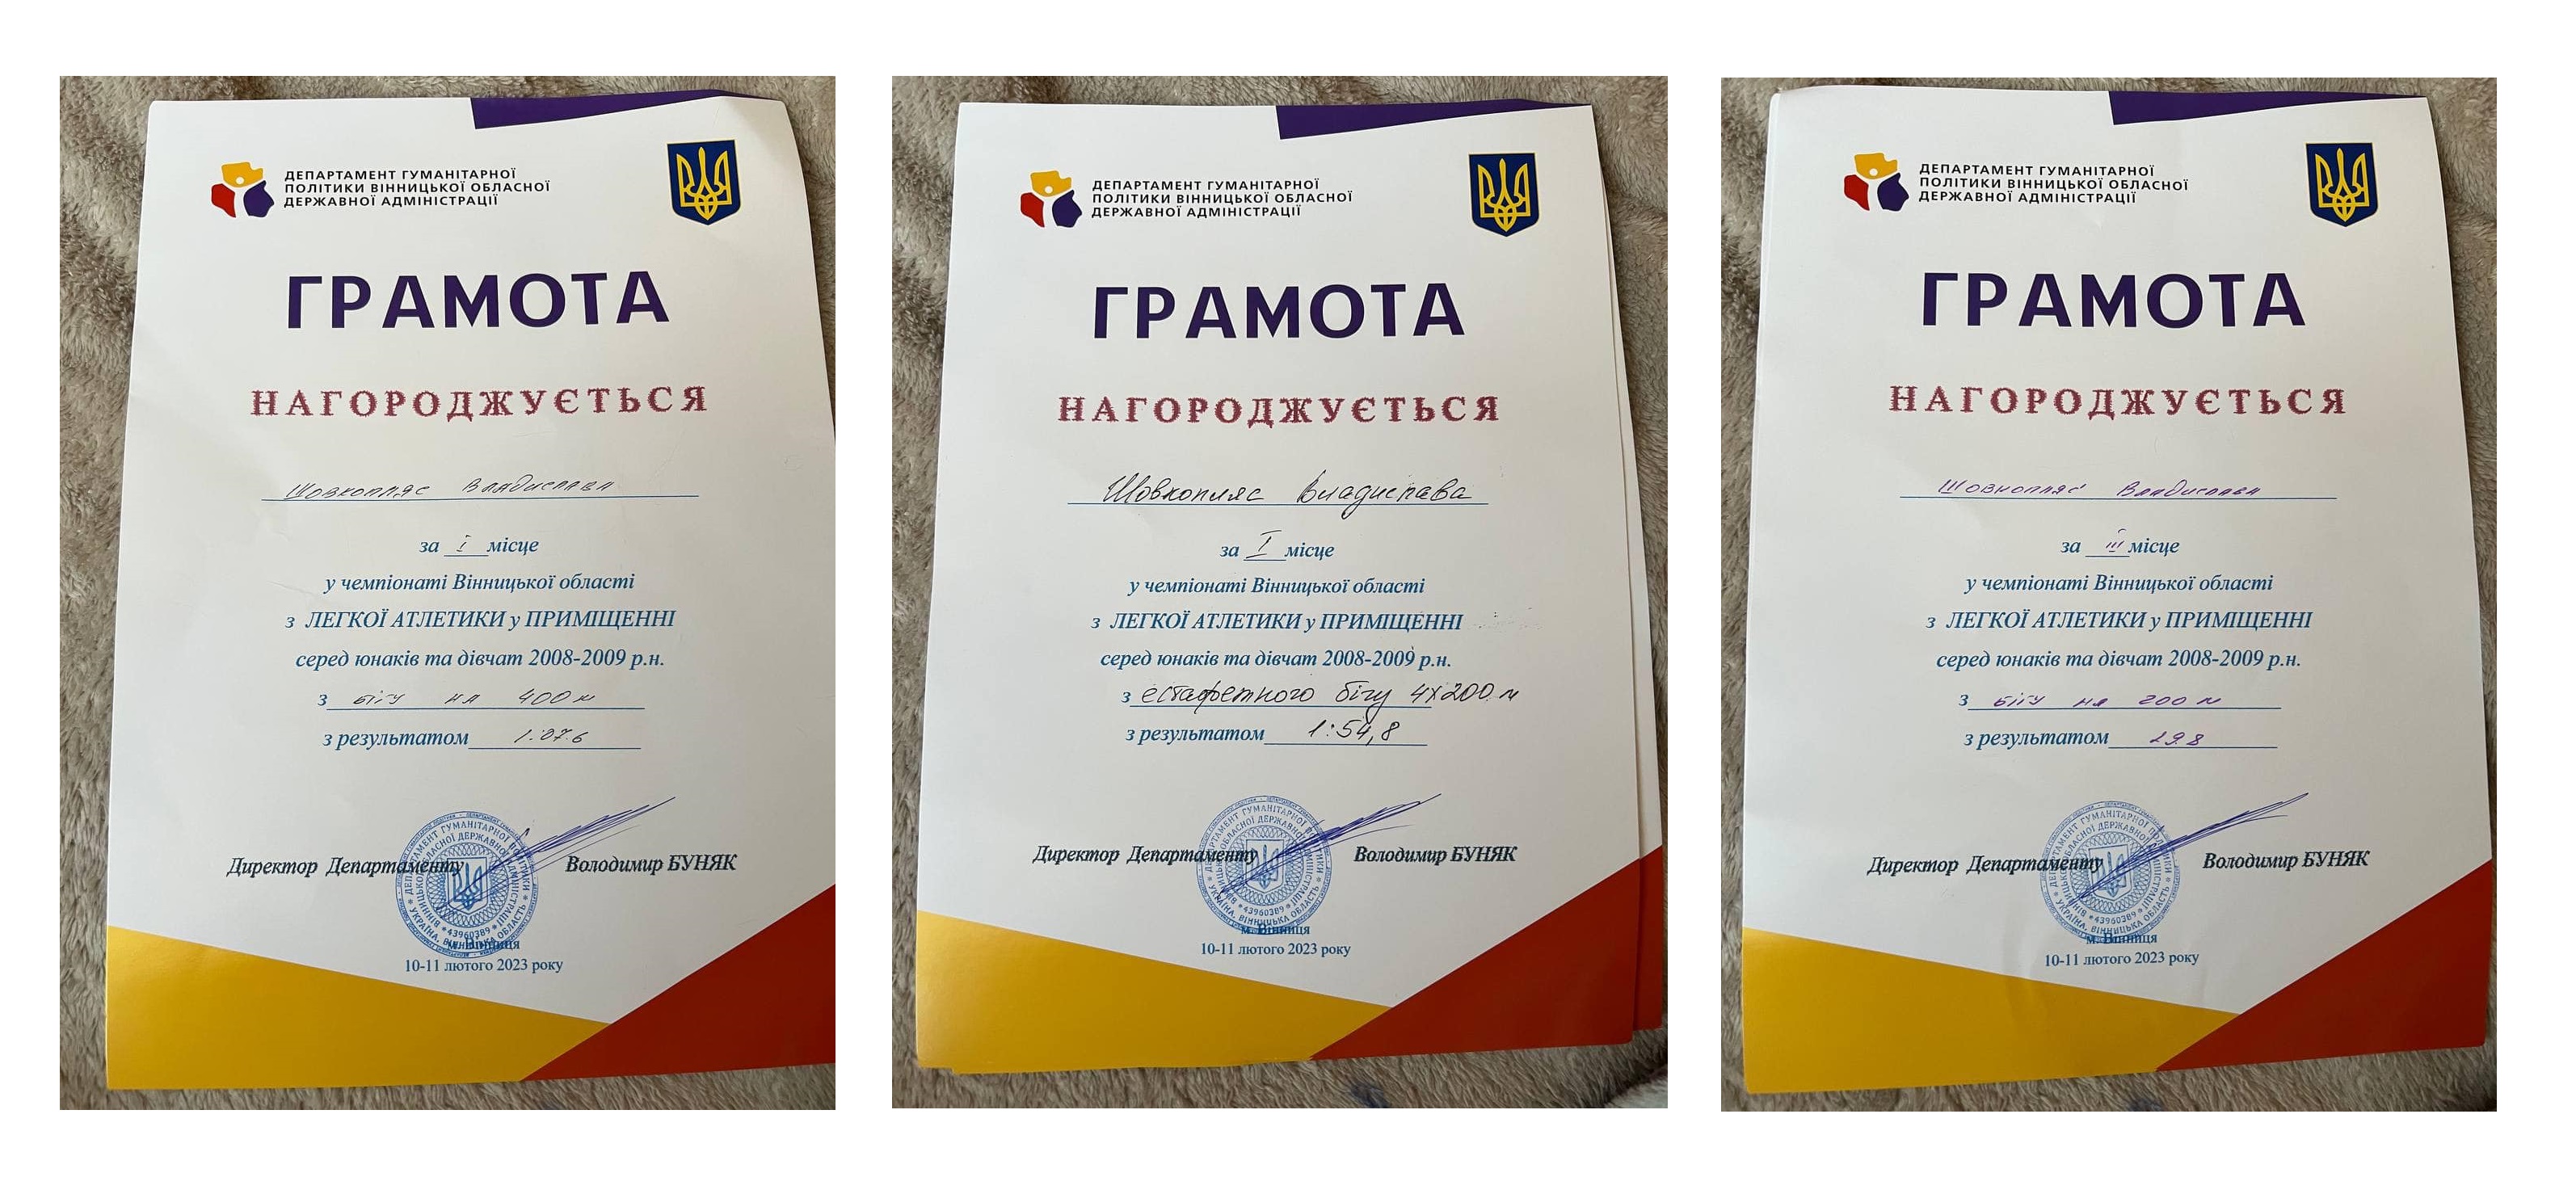 ДЕПАРТАМЕНТ ГУМАНІТАРНОЇ
ПОЛІТИКИ ВІННИЦЬКОЇ ОБЛАСНОЇ
ДЕРЖАВНОЇ АДМІНІСТРАЦІЇ
ГРАМОТА
НАГОРОДЖУЄТЬСЯ
Шовкопляс Владислава
за I місце
у чемпіонаті Вінницької області
з ЛЕГКОЇ АТЛЕТИКИ у ПРИМІЩЕННІ
серед юнаків та дівчат 2008-2009 р.н.
з бігу на 400 м
з результатом 1:07.6
Директор Департаменту Володимир БУНЯК
м. Вінниця
10-11 лютого 2023 року
ДЕПАРТАМЕНТ ГУМАНІТАРНОЇ
ПОЛІТИКИ ВІННИЦЬКОЇ ОБЛАСНОЇ
ДЕРЖАВНОЇ АДМІНІСТРАЦІЇ
ГРАМОТА
НАГОРОДЖУЄТЬСЯ
Шовкопляс Владислава
за I місце
у чемпіонаті Вінницької області
з ЛЕГКОЇ АТЛЕТИКИ у ПРИМІЩЕННІ
серед юнаків та дівчат 2008-2009 р.н.
з естафетного бігу 4х200 м
з результатом 1:54,8
Директор Департаменту Володимир БУНЯК
м. Вінниця
10-11 лютого 2023 року
ДЕПАРТАМЕНТ ГУМАНІТАРНОЇ
ПОЛІТИКИ ВІННИЦЬКОЇ ОБЛАСНОЇ
ДЕРЖАВНОЇ АДМІНІСТРАЦІЇ
ГРАМОТА
НАГОРОДЖУЄТЬСЯ
Шовкопляс Владислава
за III місце
у чемпіонаті Вінницької області
з ЛЕГКОЇ АТЛЕТИКИ у ПРИМІЩЕННІ
серед юнаків та дівчат 2008-2009 р.н.
з бігу на 200 м
з результатом 29.8
Директор Департаменту Володимир БУНЯК
м. Вінниця
10-11 лютого 2023 року